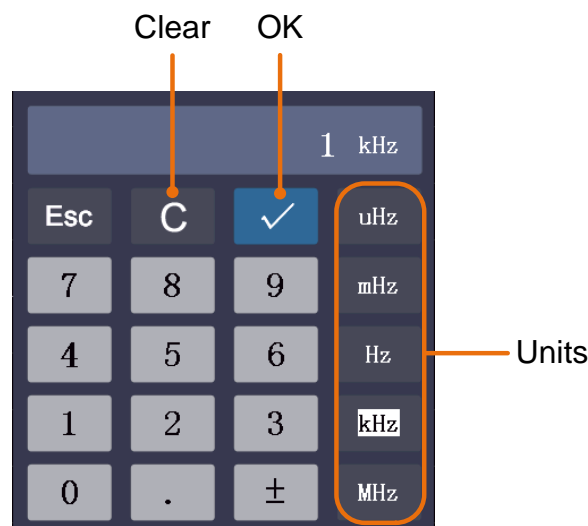 Clear OK
1 kHz
Esc C ✓ uHz
7 8 9 mHz
4 5 6 Hz
Units
1 2 3 kHz
0 . ± MHz